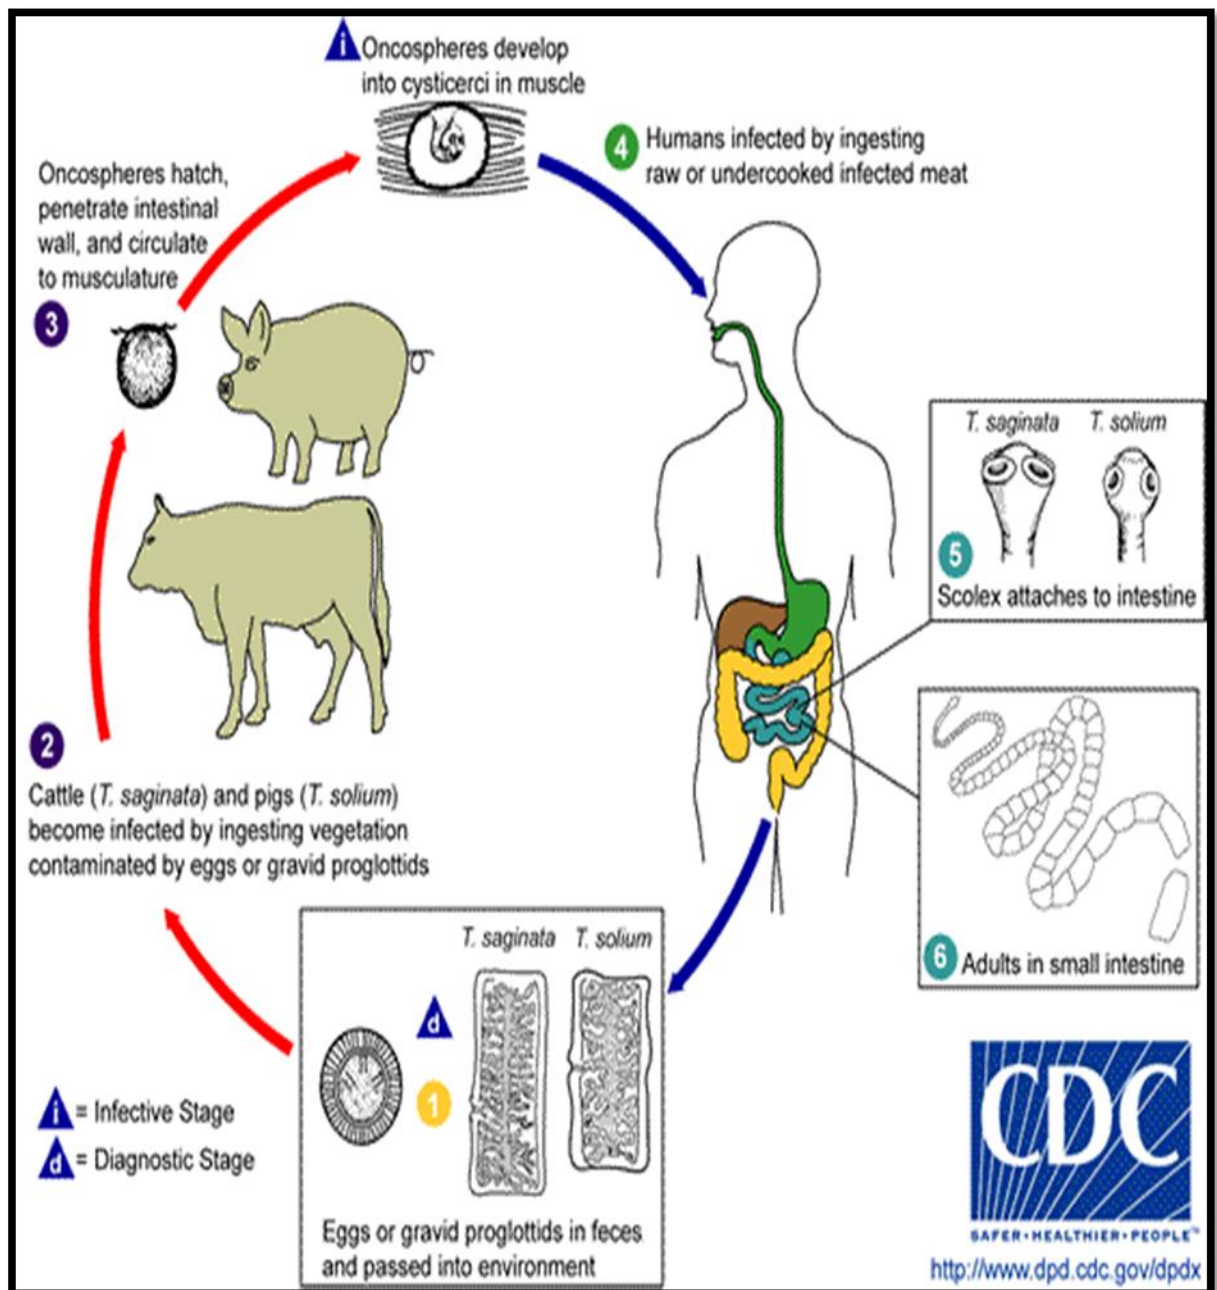 i Oncospheres develop
into cysticerci in muscle
4 Humans infected by ingesting
raw or undercooked infected meat
Oncospheres hatch,
penetrate intestinal
wall, and circulate
to musculature
3
T. saginata T. solium
5
Scolex attaches to intestine
2
Cattle (T. saginata) and pigs (T. solium)
become infected by ingesting vegetation
contaminated by eggs or gravid proglottids
6 Adults in small intestine
T. saginata T. solium
d
1
Eggs or gravid proglottids in feces
and passed into environment
i = Infective Stage
d = Diagnostic Stage
CDC
SAFER•HEALTHIER•PEOPLE™
http://www.dpd.cdc.gov/dpdx